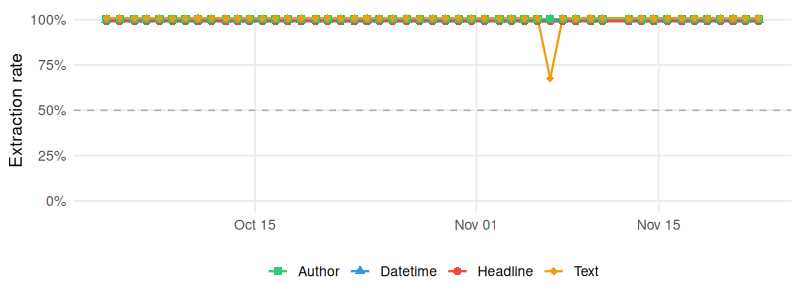 Extraction rate
100%
75%
50%
25%
0%
Oct 15
Nov 01
Nov 15
Author
Datetime
Headline
Text